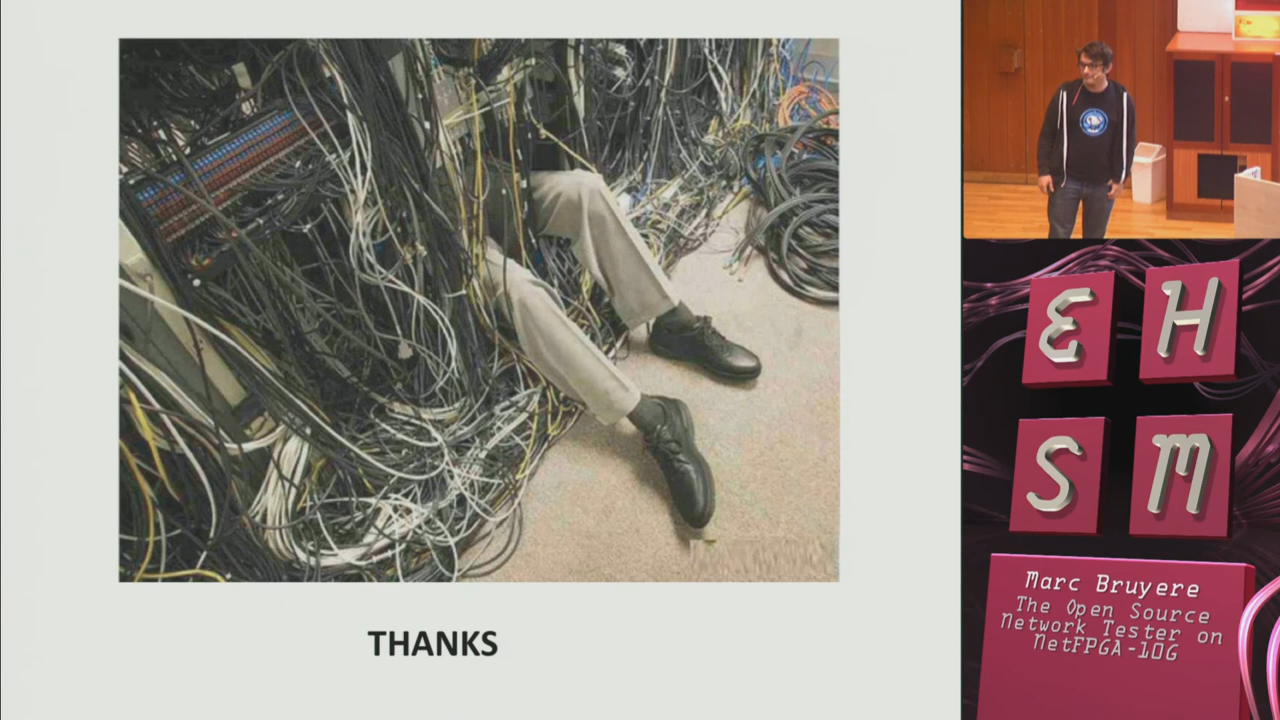 THANKS
E H
S M
Marc Bruyere
The Open Source
Network Tester on
NetFPGA-10G